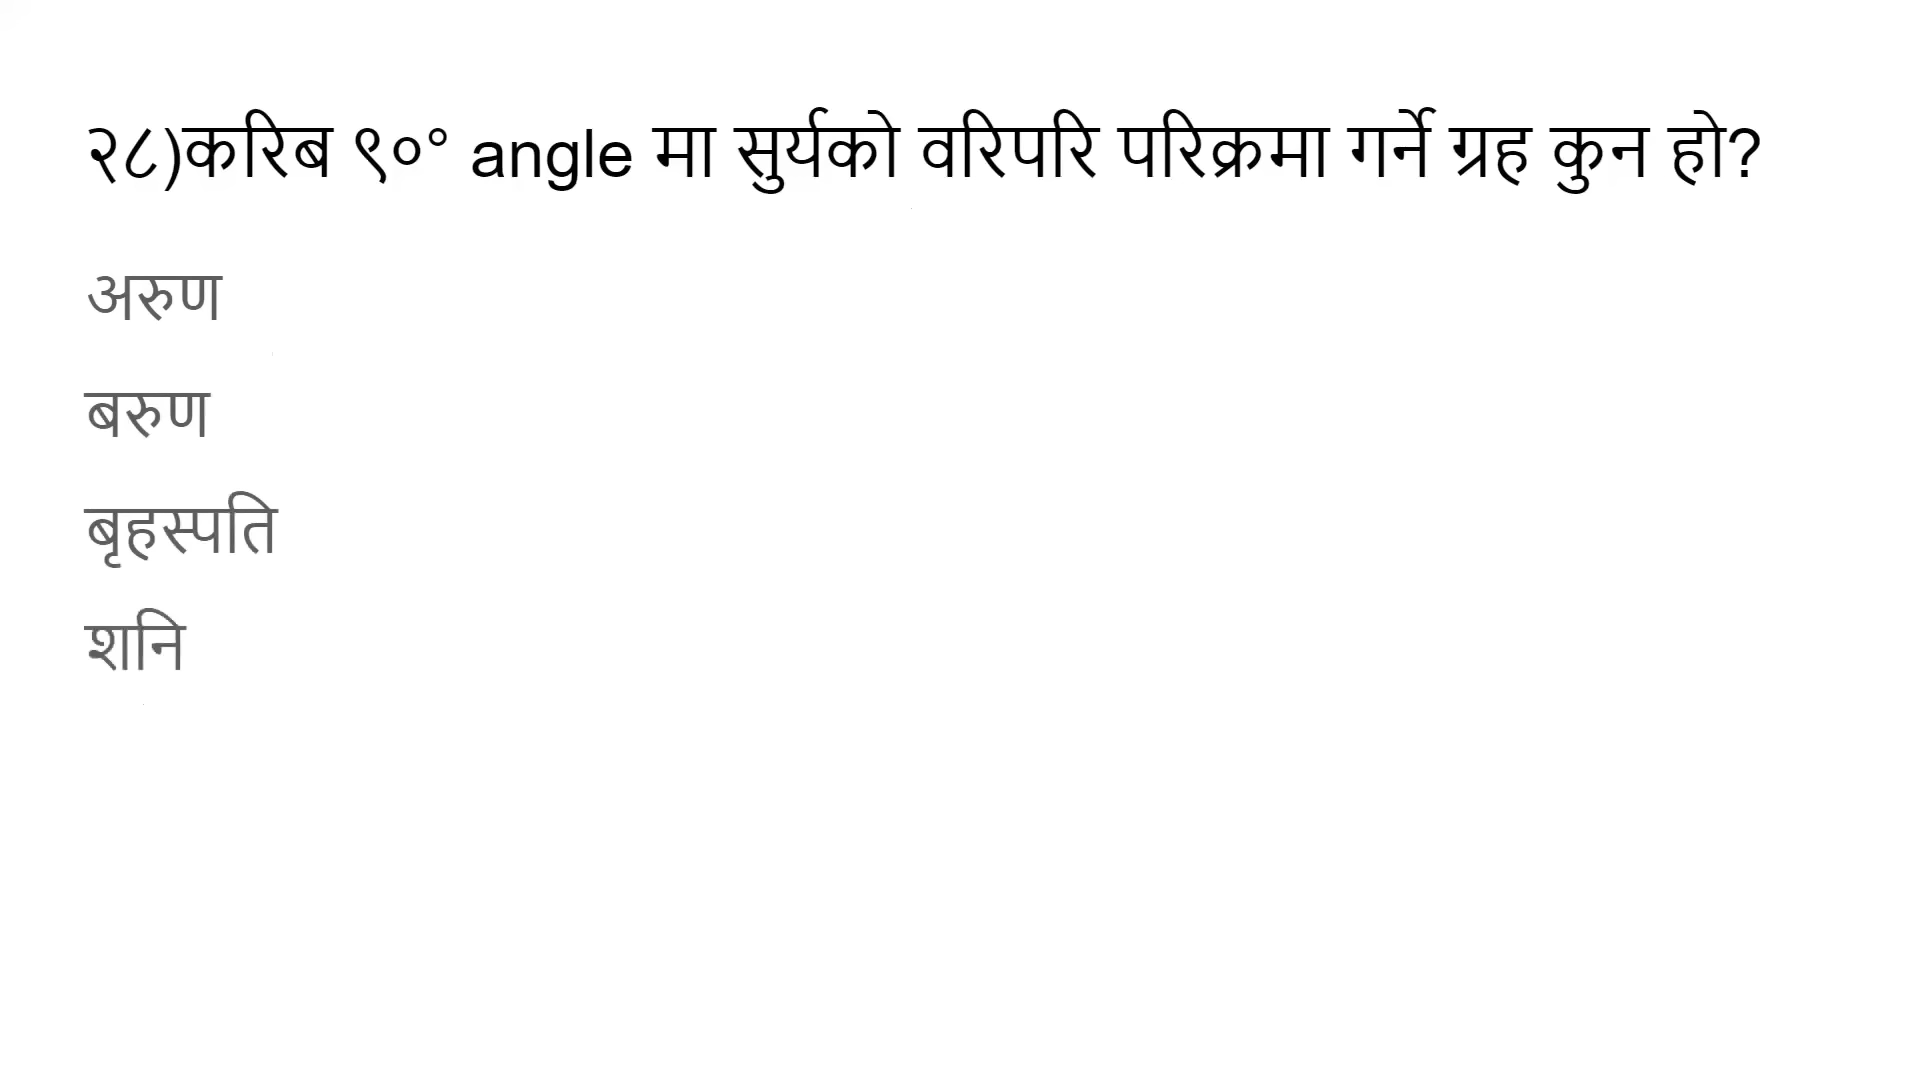 २८)करिब ९०° angle मा सुर्यको वरिपरि परिक्रमा गर्ने ग्रह कुन हो?
अरुण
बरुण
बृहस्पति
शनि